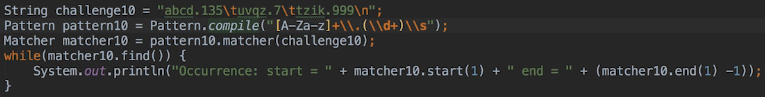 String challenge10 = "abcd.135\tuvqz.7\ttzik.999\n";
Pattern pattern10 = Pattern.compile("[A-Za-z]+\\.(\\d+)\\s");
Matcher matcher10 = pattern10.matcher(challenge10);
while(matcher10.find()) {
    System.out.println("Occurrence: start = " + matcher10.start(1) + " end = " + (matcher10.end(1) -1));
}